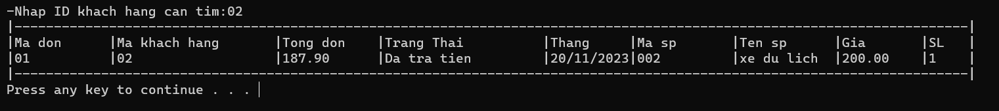 -Nhap ID khach hang can tim:02
|-------------------------------------------------------------------------------------------------------------------------|
|Ma don      |Ma khach hang       |Tong don    |Trang Thai          |Thang     |Ma sp       |Ten sp      |Gia       |SL   |
|01          |02                  |187.90      |Da tra tien         |20/11/2023|002         |xe du lich  |200.00    |1    |
|-------------------------------------------------------------------------------------------------------------------------|
Press any key to continue . . .